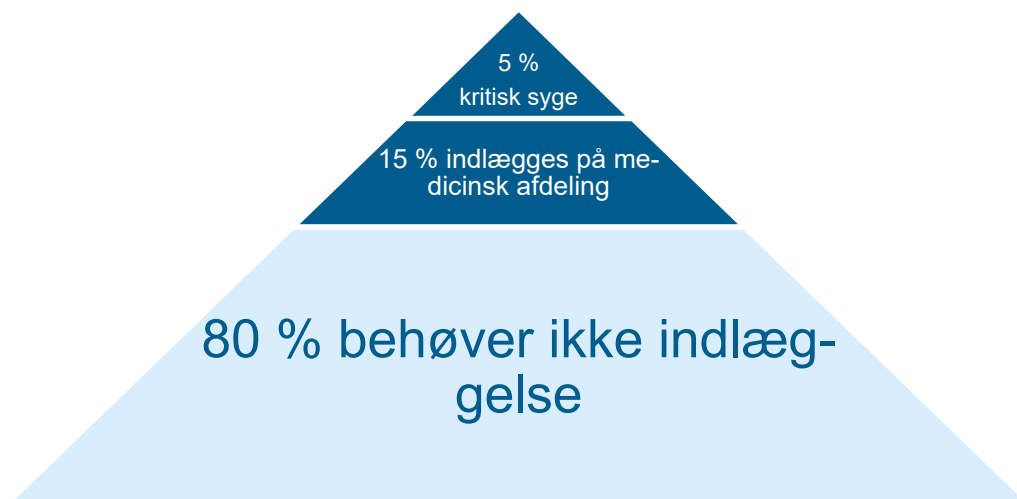 5 %
kritisk syge
15 % indlægges på me-
dicinsk afdeling
80 % behøver ikke indlæg-
gelse